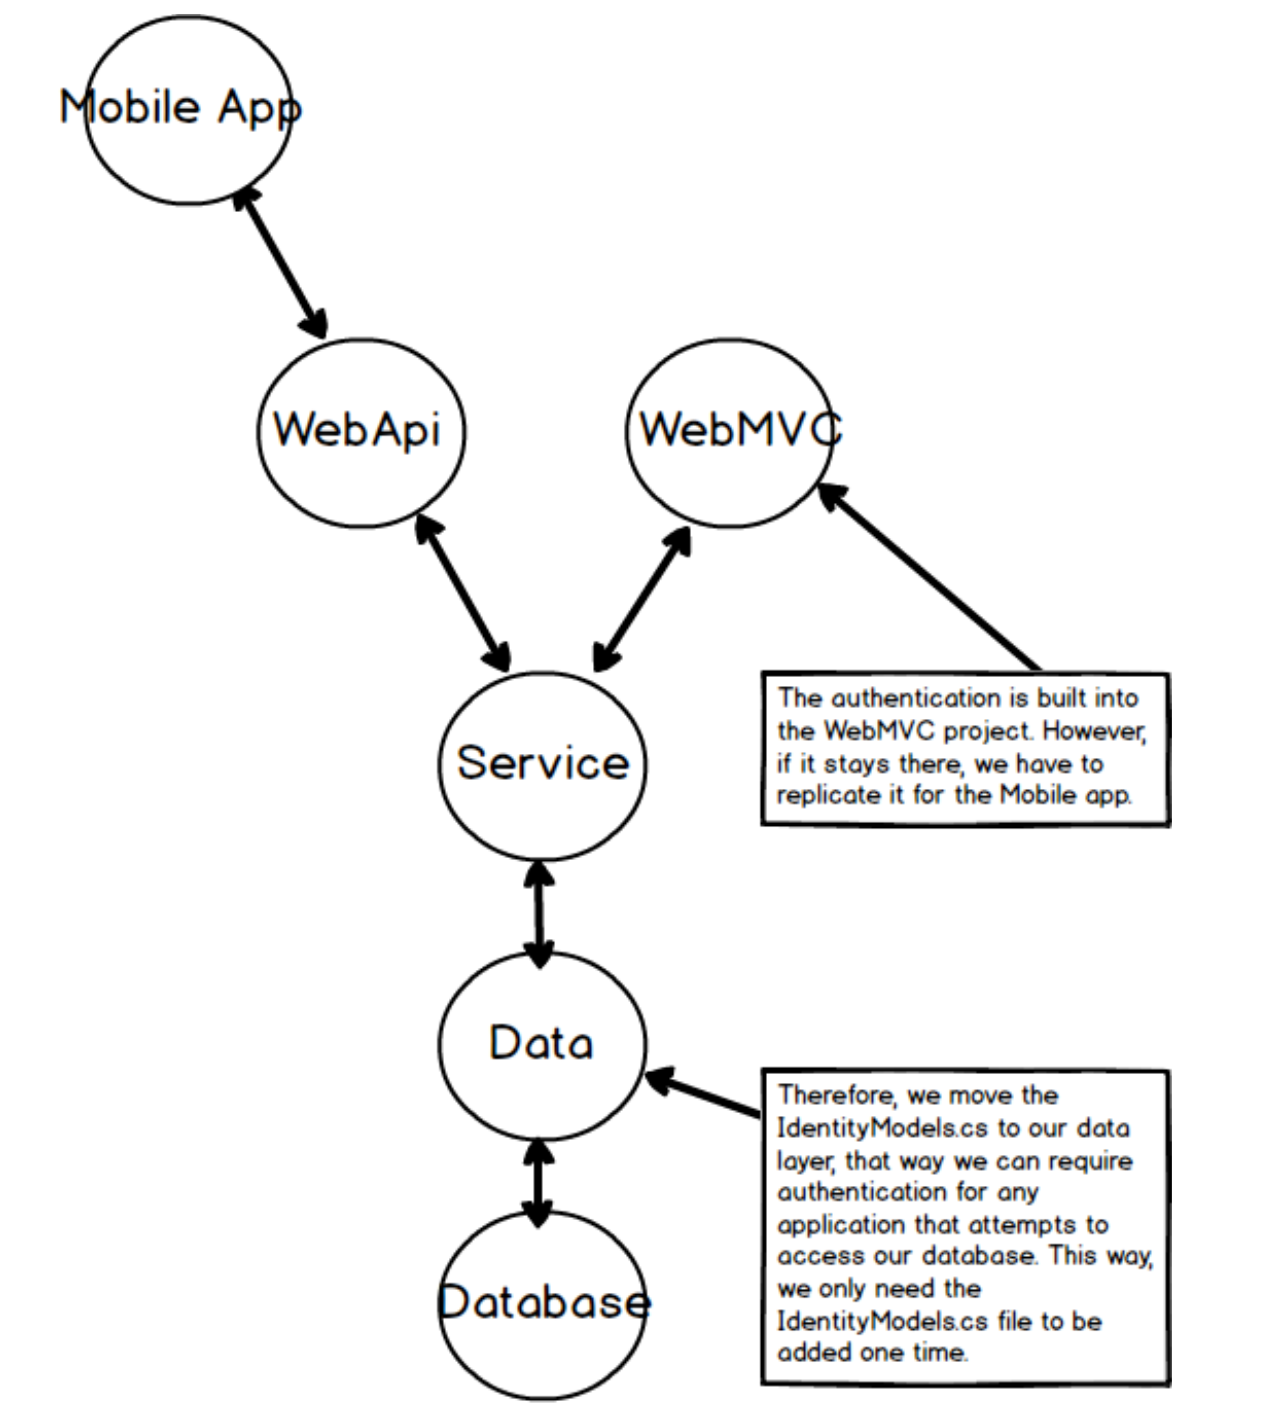 Mobile App
WebApi
WebMVC
The authentication is built into
the WebMVC project. However,
if it stays there, we have to
replicate it for the Mobile app.
Service
Data
Therefore, we move the
IdentityModels.cs to our data
layer, that way we can require
authentication for any
application that attempts to
access our database. This way,
we only need the
IdentityModels.cs file to be
added one time.
Database